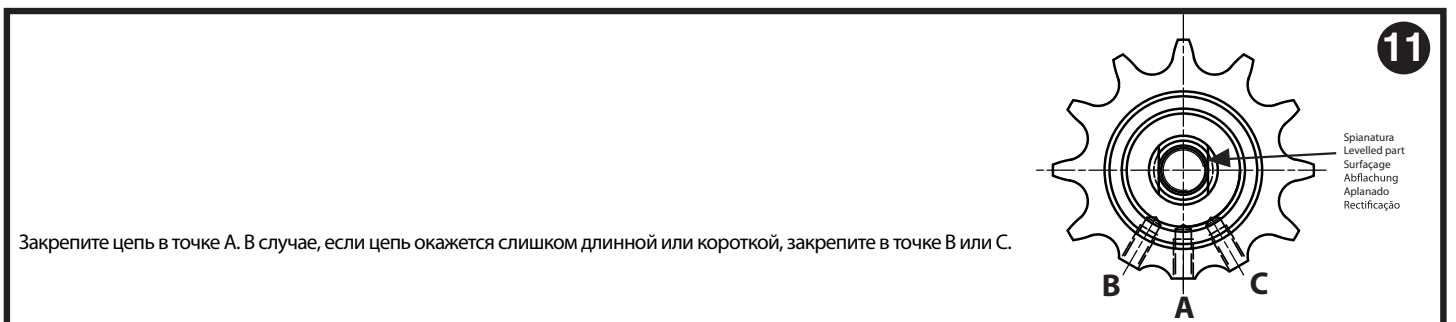 11
Spianatura
Levelled part
Surfaçage
Abflachung
Aplanado
Rectificação
Закрепите цепь в точке А. В случае, если цепь окажется слишком длинной или короткой, закрепите в точке В или С.
B
A
C